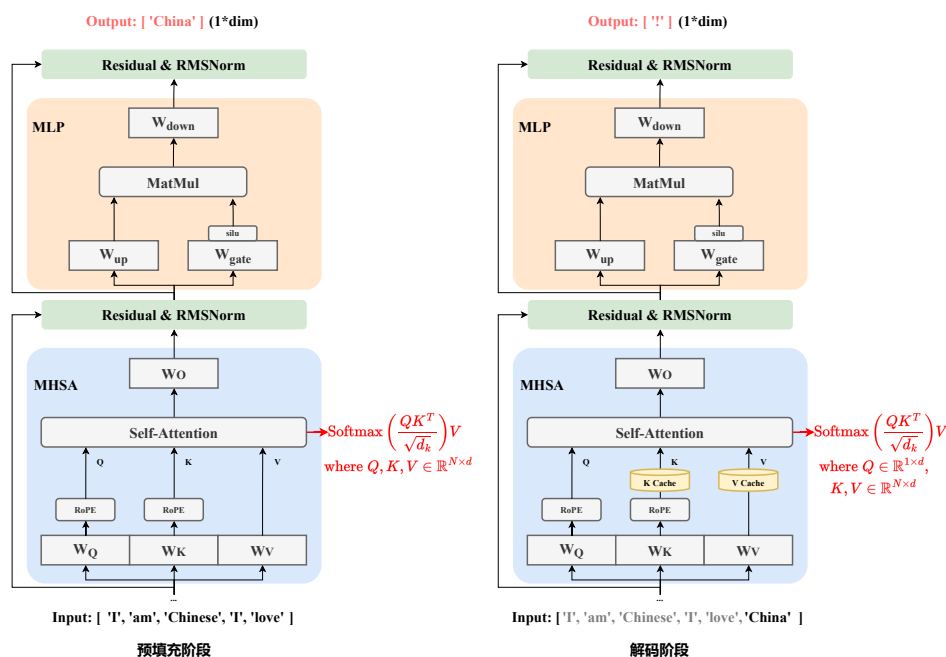 Output: [ 'China' ] (1*dim)
Residual & RMSNorm
MLP
W_down
MatMul
silu
W_up
W_gate
Residual & RMSNorm
MHSA
W_O
Self-Attention
Softmax (QK^T / √d_k) V
where Q, K, V ∈ ℝ^{N×d}
Q
K
V
RoPE
RoPE
W_Q
W_K
W_V
Input: [ 'I', 'am', 'Chinese', 'I', 'love' ]
预填充阶段
Output: [ '!' ] (1*dim)
Residual & RMSNorm
MLP
W_down
MatMul
silu
W_up
W_gate
Residual & RMSNorm
MHSA
W_O
Self-Attention
Softmax (QK^T / √d_k) V
where Q ∈ ℝ^{1×d},
K, V ∈ ℝ^{N×d}
Q
K
V
K Cache
V Cache
RoPE
RoPE
W_Q
W_K
W_V
Input: [ 'I', 'am', 'Chinese', 'I', 'love', 'China' ]
解码阶段